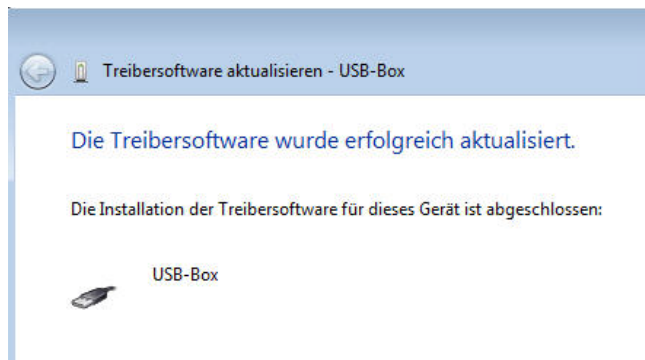 Treibersoftware aktualisieren - USB-Box
Die Treibersoftware wurde erfolgreich aktualisiert.
Die Installation der Treibersoftware für dieses Gerät ist abgeschlossen:
USB-Box